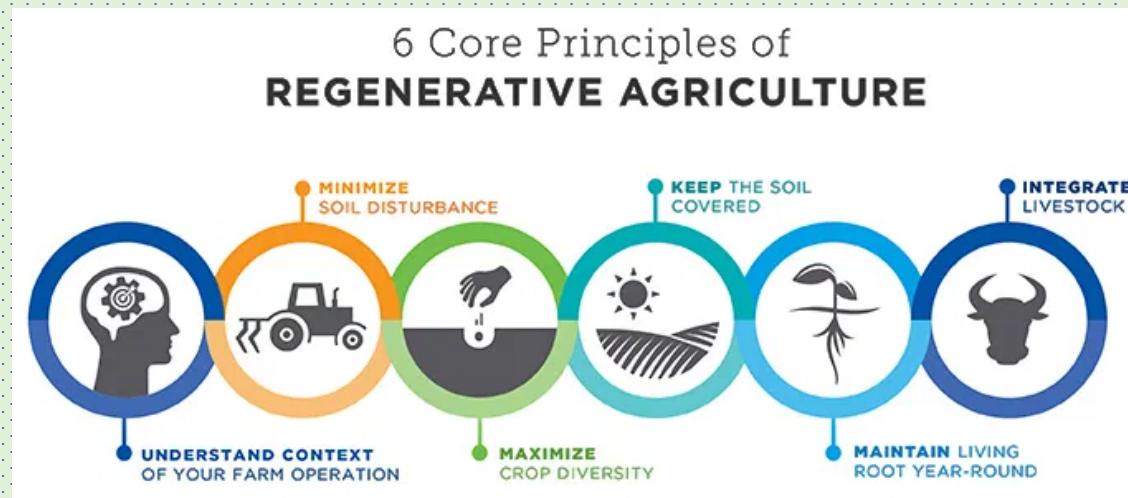 6 Core Principles of
REGENERATIVE AGRICULTURE
UNDERSTAND CONTEXT
OF YOUR FARM OPERATION
MINIMIZE
SOIL DISTURBANCE
MAXIMIZE
CROP DIVERSITY
KEEP THE SOIL
COVERED
MAINTAIN LIVING
ROOT YEAR-ROUND
INTEGRATE
LIVESTOCK